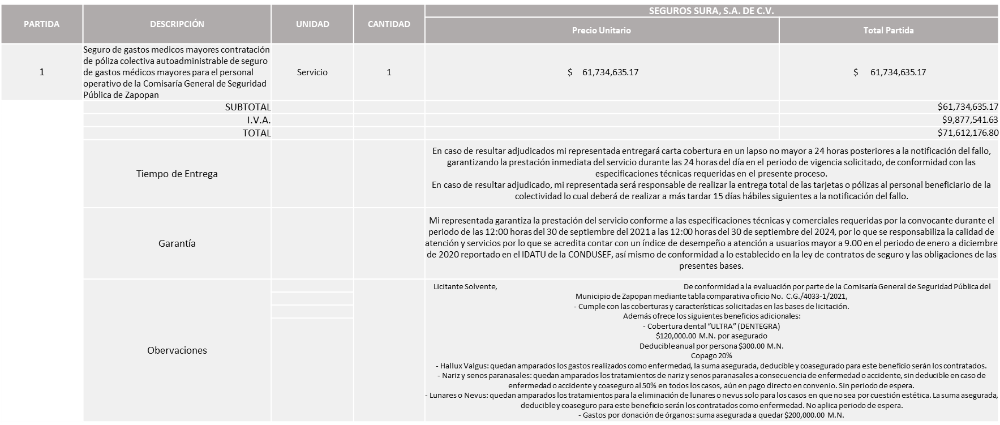 PARTIDA
DESCRIPCIÓN
UNIDAD
CANTIDAD
SEGUROS SURA, S.A. DE C.V.
Precio Unitario
Total Partida
1
Seguro de gastos medicos mayores contratación
de póliza colectiva autoadministrable de seguro
de gastos médicos mayores para el personal
operativo de la Comisaría General de Seguridad
Pública de Zapopan
Servicio
1
$ 61,734,635.17
$ 61,734,635.17
SUBTOTAL
$61,734,635.17
I.V.A.
$9,877,541.63
TOTAL
$71,612,176.80
Tiempo de Entrega
En caso de resultar adjudicados mi representada entregará carta cobertura en un lapso no mayor a 24 horas posteriores a la notificación del fallo,
garantizando la prestación inmediata del servicio durante las 24 horas del día en el periodo de vigencia solicitado, de conformidad con las
especificaciones técnicas requeridas en el presente proceso.
En caso de resultar adjudicado, mi representada será responsable de realizar la entrega total de las tarjetas o pólizas al personal beneficiario de la
colectividad lo cual deberá de realizar a más tardar 15 días hábiles siguientes a la notificación del fallo.
Garantía
Mi representada garantiza la prestación del servicio conforme a las especificaciones técnicas y comerciales requeridas por la convocante durante el
periodo de las 12:00 horas del 30 de septiembre del 2021 a las 12:00 horas del 30 de septiembre del 2024, por lo que se responsabiliza la calidad de
atención y servicios por lo que se acredita contar con un índice de desempeño a atención a usuarios mayor a 9.00 en el periodo de enero a diciembre
de 2020 reportado en el IDATU de la CONDUSEF, así mismo de conformidad a lo establecido en la ley de contratos de seguro y las obligaciones de las
presentes bases.
Obervaciones
Licitante Solvente, De conformidad a la evaluación por parte de la Comisaría General de Seguridad Pública del
Municipio de Zapopan mediante tabla comparativa oficio No. C.G./4033-1/2021,
- Cumple con las coberturas y características solicitadas en las bases de licitación.
Además ofrece los siguientes beneficios adicionales:
- Cobertura dental “ULTRA” (DENTEGRA)
$120,000.00 M.N. por asegurado
Deducible anual por persona $300.00 M.N.
Copago 20%
- Hallux Valgus: quedan amparados los gastos realizados como enfermedad, la suma asegurada, deducible y coasegurado para este beneficio serán los contratados.
- Nariz y senos paranasales: quedan amparados los tratamientos de nariz y senos paranasales a consecuencia de enfermedad o accidente, sin deducible en caso de
enfermedad o accidente y coaseguro al 50% en todos los casos, aún en pago directo en convenio. Sin periodo de espera.
- Lunares o Nevus: quedan amparados los tratamientos para la eliminación de lunares o nevus solo para los casos en que no sea por cuestión estética. La suma asegurada,
deducible y coaseguro para este beneficio serán los contratados como enfermedad. No aplica periodo de espera.
- Gastos por donación de órganos: suma asegurada a quedar $200,000.00 M.N.